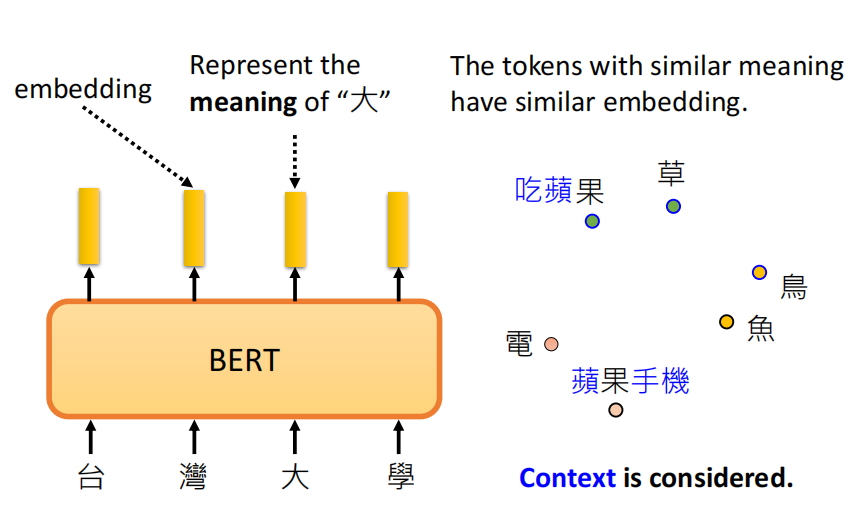 embedding
Represent the
meaning of “大”
BERT
台 灣 大 學
The tokens with similar meaning
have similar embedding.
吃蘋果
草
鳥
魚
電
蘋果手機
Context is considered.